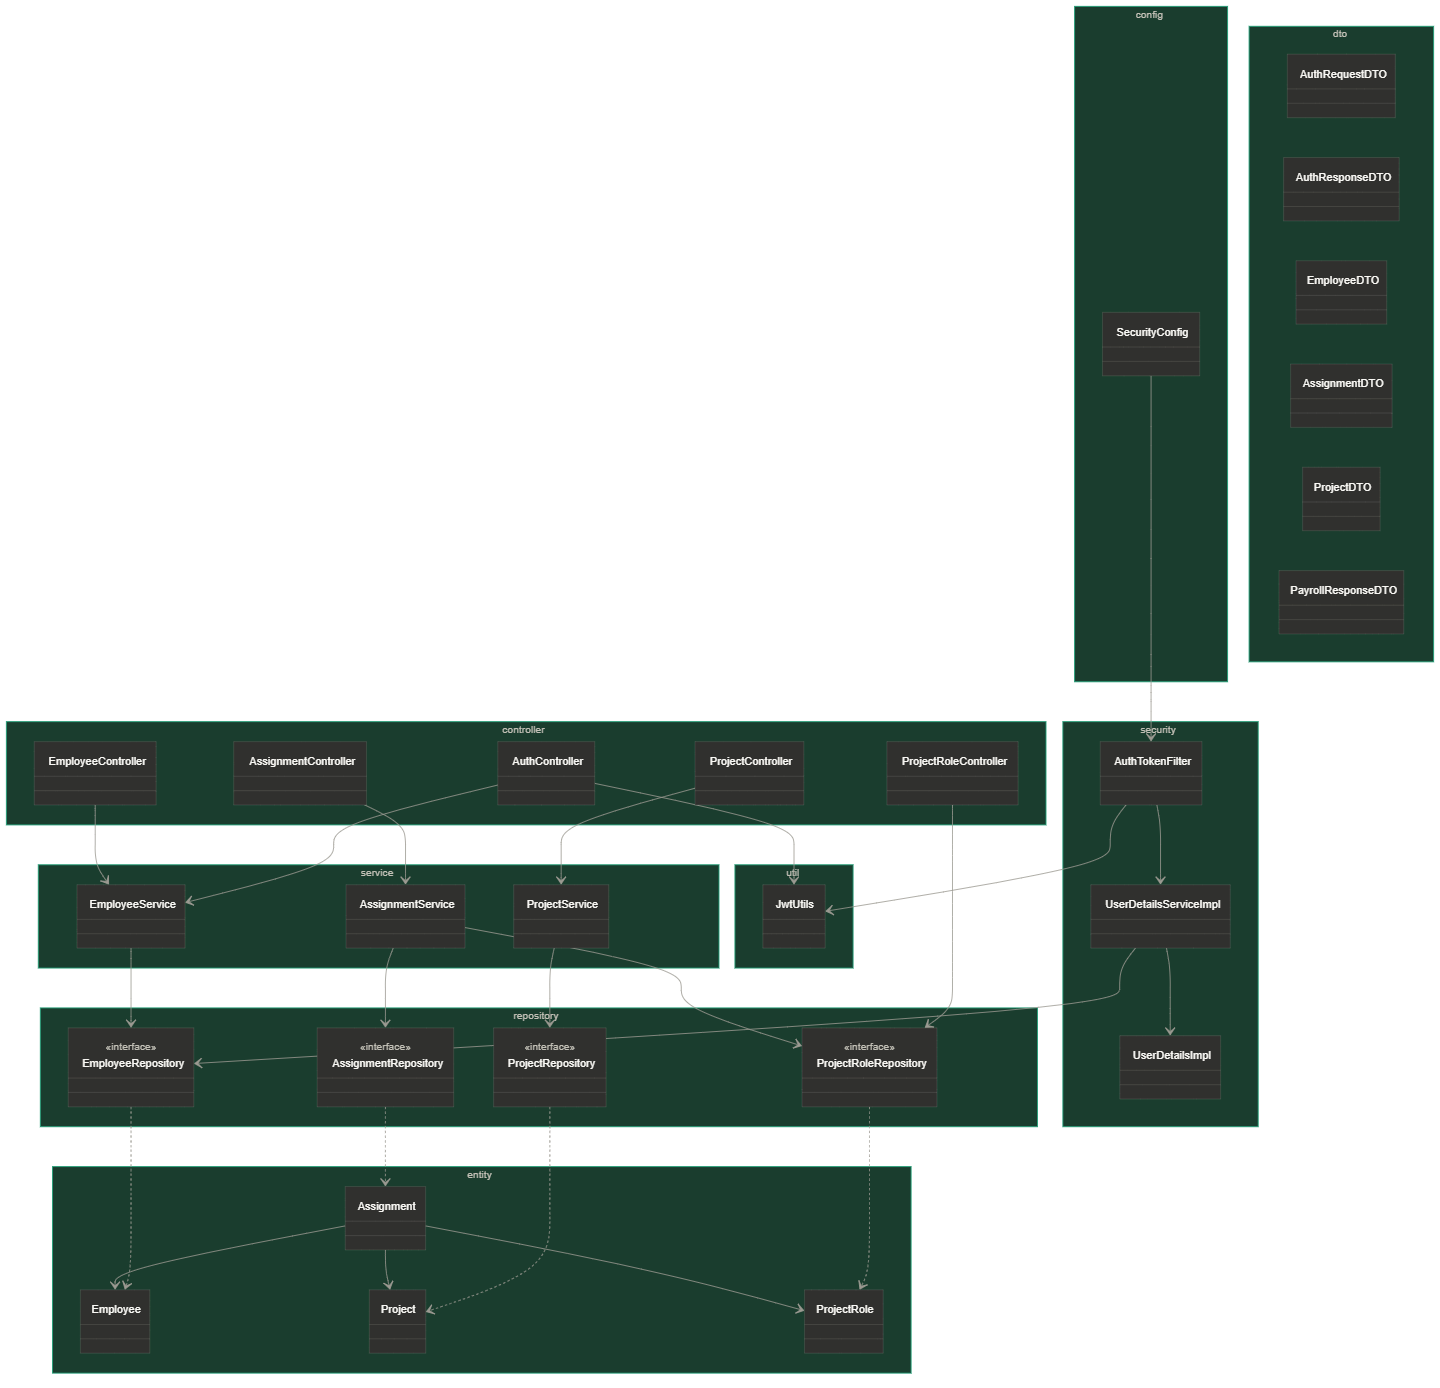 config
SecurityConfig
dto
AuthRequestDTO
AuthResponseDTO
EmployeeDTO
AssignmentDTO
ProjectDTO
PayrollResponseDTO
controller
EmployeeController
AssignmentController
AuthController
ProjectController
ProjectRoleController
security
AuthTokenFilter
UserDetailsServiceImpl
UserDetailsImpl
service
EmployeeService
AssignmentService
ProjectService
util
JwtUtils
repository
«interface»
EmployeeRepository
«interface»
AssignmentRepository
«interface»
ProjectRepository
«interface»
ProjectRoleRepository
entity
Assignment
Employee
Project
ProjectRole